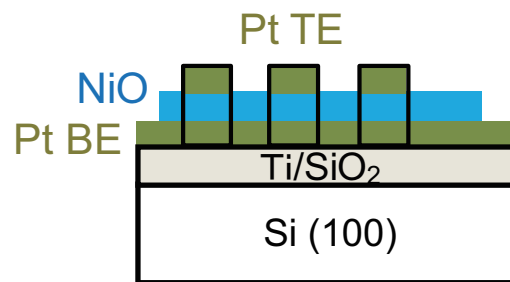 Pt TE
NiO
Pt BE
Ti/SiO₂
Si (100)